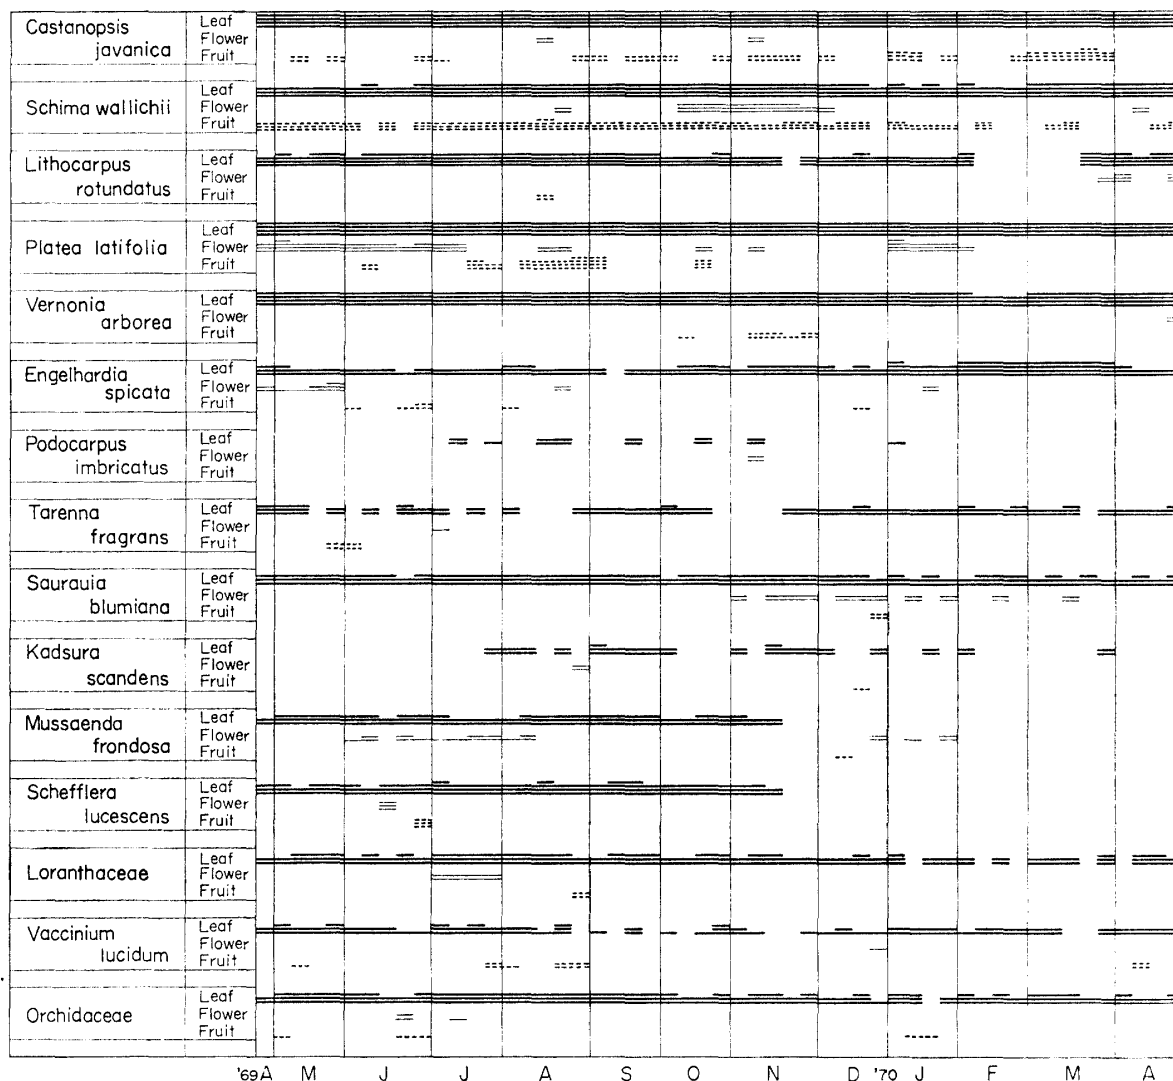 Castanopsis
javanica
Leaf
Flower
Fruit
Schima wallichii
Leaf
Flower
Fruit
Lithocarpus
rotundatus
Leaf
Flower
Fruit
Platea latifolia
Leaf
Flower
Fruit
Vernonia
arborea
Leaf
Flower
Fruit
Engelhardia
spicata
Leaf
Flower
Fruit
Podocarpus
imbricatus
Leaf
Flower
Fruit
Tarenna
fragrans
Leaf
Flower
Fruit
Saurauia
blumiana
Leaf
Flower
Fruit
Kadsura
scandens
Leaf
Flower
Fruit
Mussaenda
frondosa
Leaf
Flower
Fruit
Schefflera
lucescens
Leaf
Flower
Fruit
Loranthaceae
Leaf
Flower
Fruit
Vaccinium
lucidum
Leaf
Flower
Fruit
Orchidaceae
Leaf
Flower
Fruit
'69 A M J J A S O N D '70 J F M A